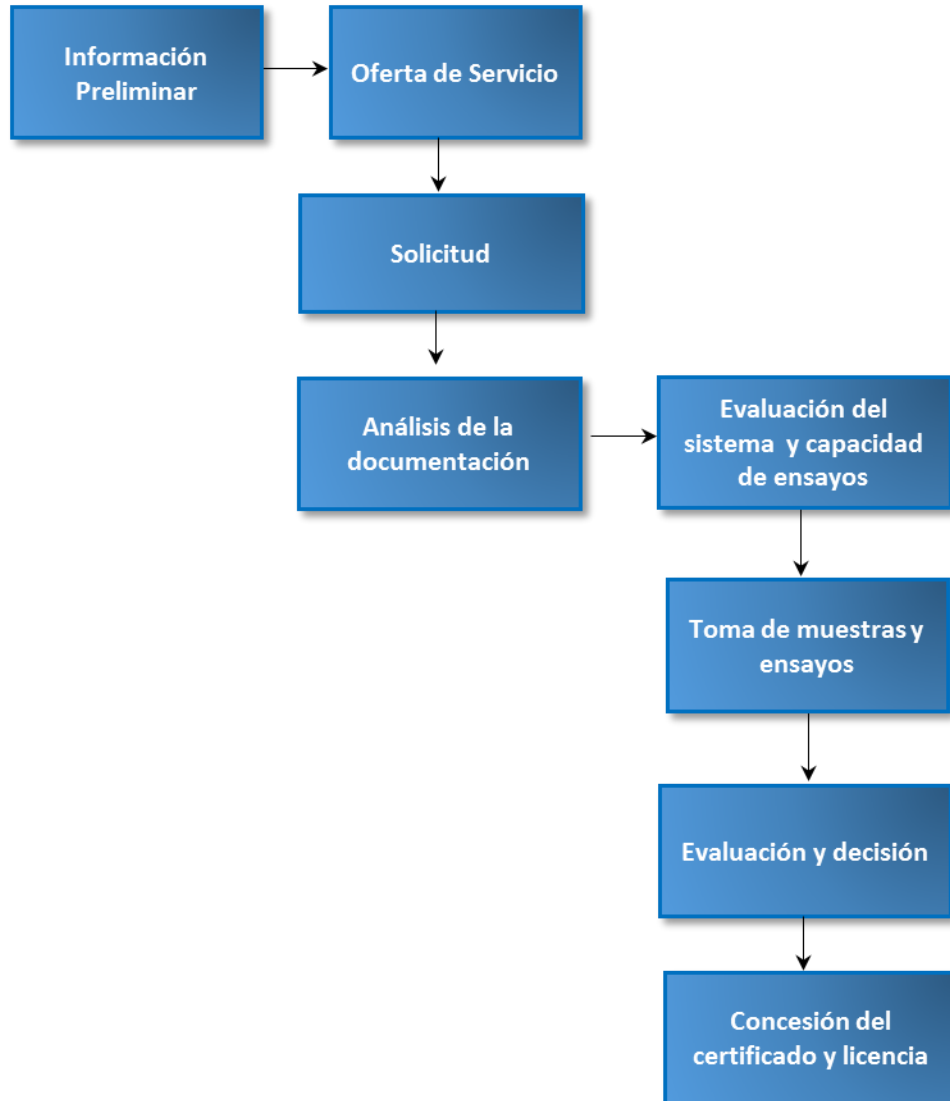 Información
Preliminar
Oferta de Servicio
Solicitud
Análisis de la
documentación
Evaluación del
sistema y capacidad
de ensayos
Toma de muestras y
ensayos
Evaluación y decisión
Concesión del
certificado y licencia